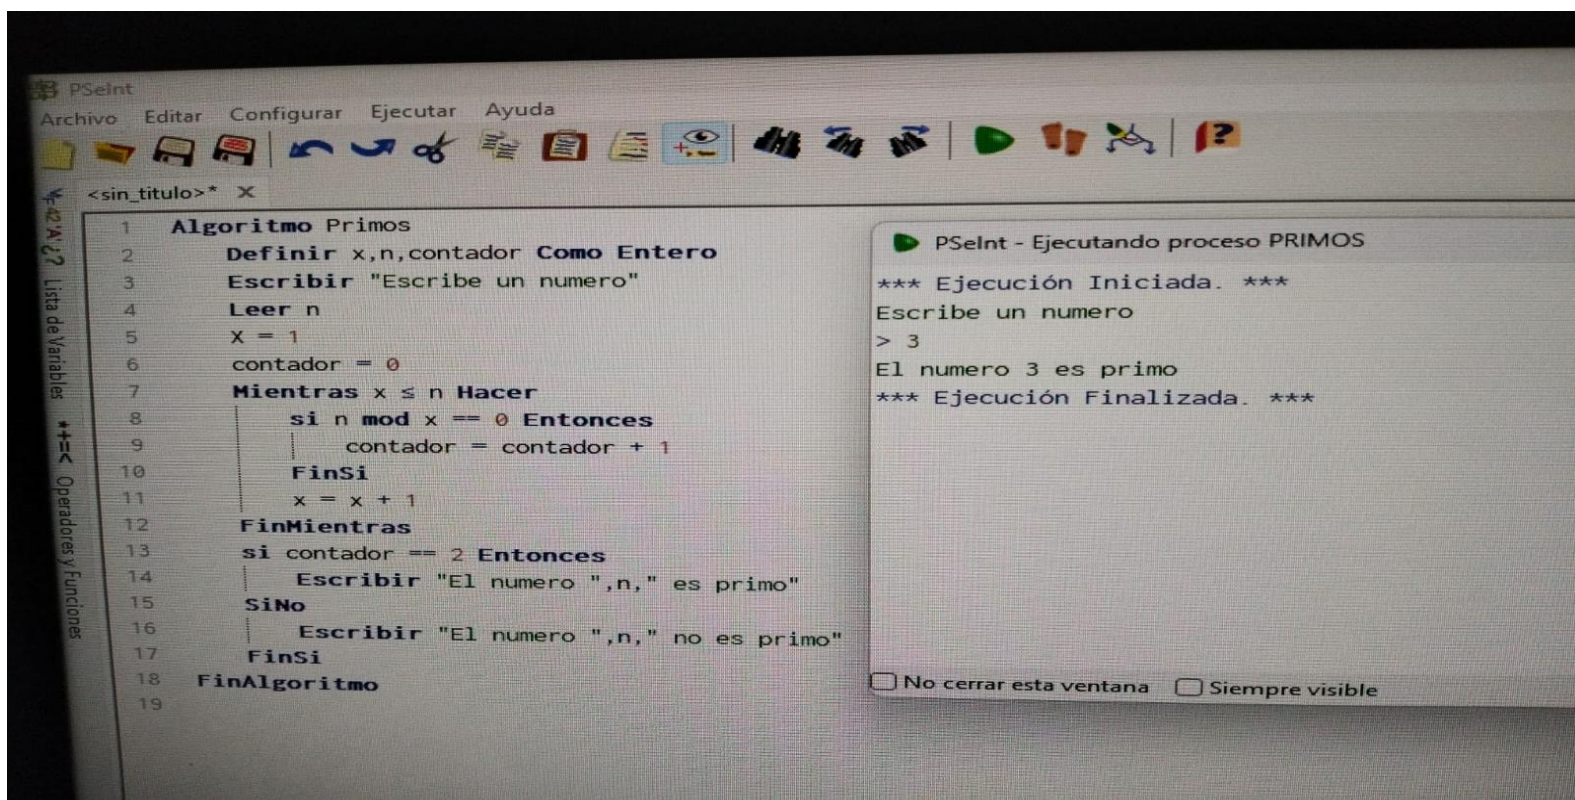 PSeInt
Archivo Editar Configurar Ejecutar Ayuda
<sin_titulo>* X
1 Algoritmo Primos
2 Definir x,n,contador Como Entero
3 Escribir "Escribe un numero"
4 Leer n
5 X = 1
6 contador = 0
7 Mientras x ≤ n Hacer
8 si n mod x == 0 Entonces
9 contador = contador + 1
10 FinSi
11 x = x + 1
12 FinMientras
13 si contador == 2 Entonces
14 Escribir "El numero ",n," es primo"
15 SiNo
16 Escribir "El numero ",n," no es primo"
17 FinSi
18 FinAlgoritmo
19
42 'A' ¿? Lista de Variables
*+=< Operadores y Funciones
PSeInt - Ejecutando proceso PRIMOS
*** Ejecución Iniciada. ***
Escribe un numero
> 3
El numero 3 es primo
*** Ejecución Finalizada. ***
No cerrar esta ventana Siempre visible